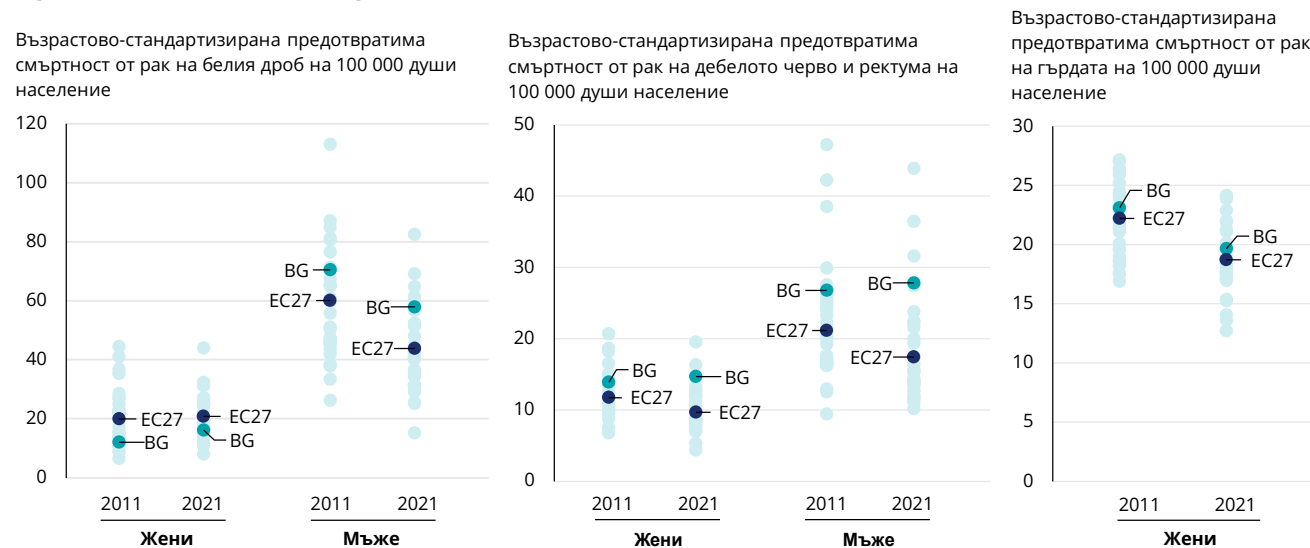 Възрастово-стандартизирана предотвратима
смъртност от рак на белия дроб на 100 000 души
население
120
100
80
60
40
20
0
BG
EC27
BG
EC27
EC27
BG
EC27
BG
2011
2021
2011
2021
Жени
Мъже
Възрастово-стандартизирана предотвратима
смъртност от рак на дебелото черво и ректума на
100 000 души население
50
40
30
20
10
0
BG
EC27
BG
EC27
BG
EC27
BG
EC27
2011
2021
2011
2021
Жени
Мъже
Възрастово-стандартизирана
предотвратима смъртност от рак
на гърдата на 100 000 души
население
30
25
20
15
10
5
0
BG
EC27
BG
EC27
2011
2021
Жени